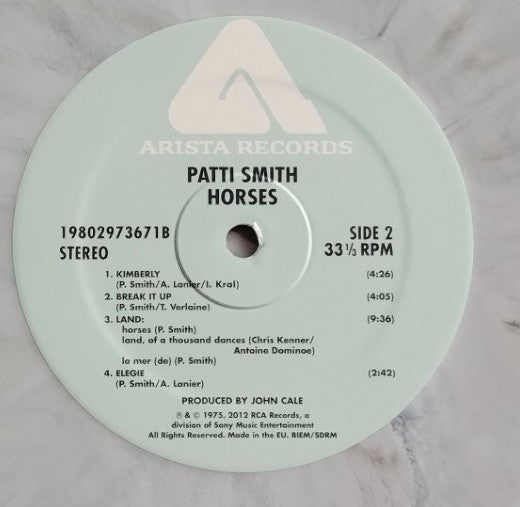 ARISTA RECORDS
PATTI SMITH
HORSES
19802973671B
STEREO
SIDE 2
33 ⅓ RPM
1. KIMBERLY (4:26)
(P. Smith/A. Lanier/I. Kral)
2. BREAK IT UP (4:05)
(P. Smith/T. Verlaine)
3. LAND: (9:36)
horses (P. Smith)
land, of a thousand dances (Chris Kenner/
Antoine Dominoe)
la mer (de) (P. Smith)
4. ELEGIE (2:42)
(P. Smith/A. Lanier)
PRODUCED BY JOHN CALE
℗ & © 1975, 2012 RCA Records, a
division of Sony Music Entertainment
All Rights Reserved. Made in the EU. BIEM/SDRM